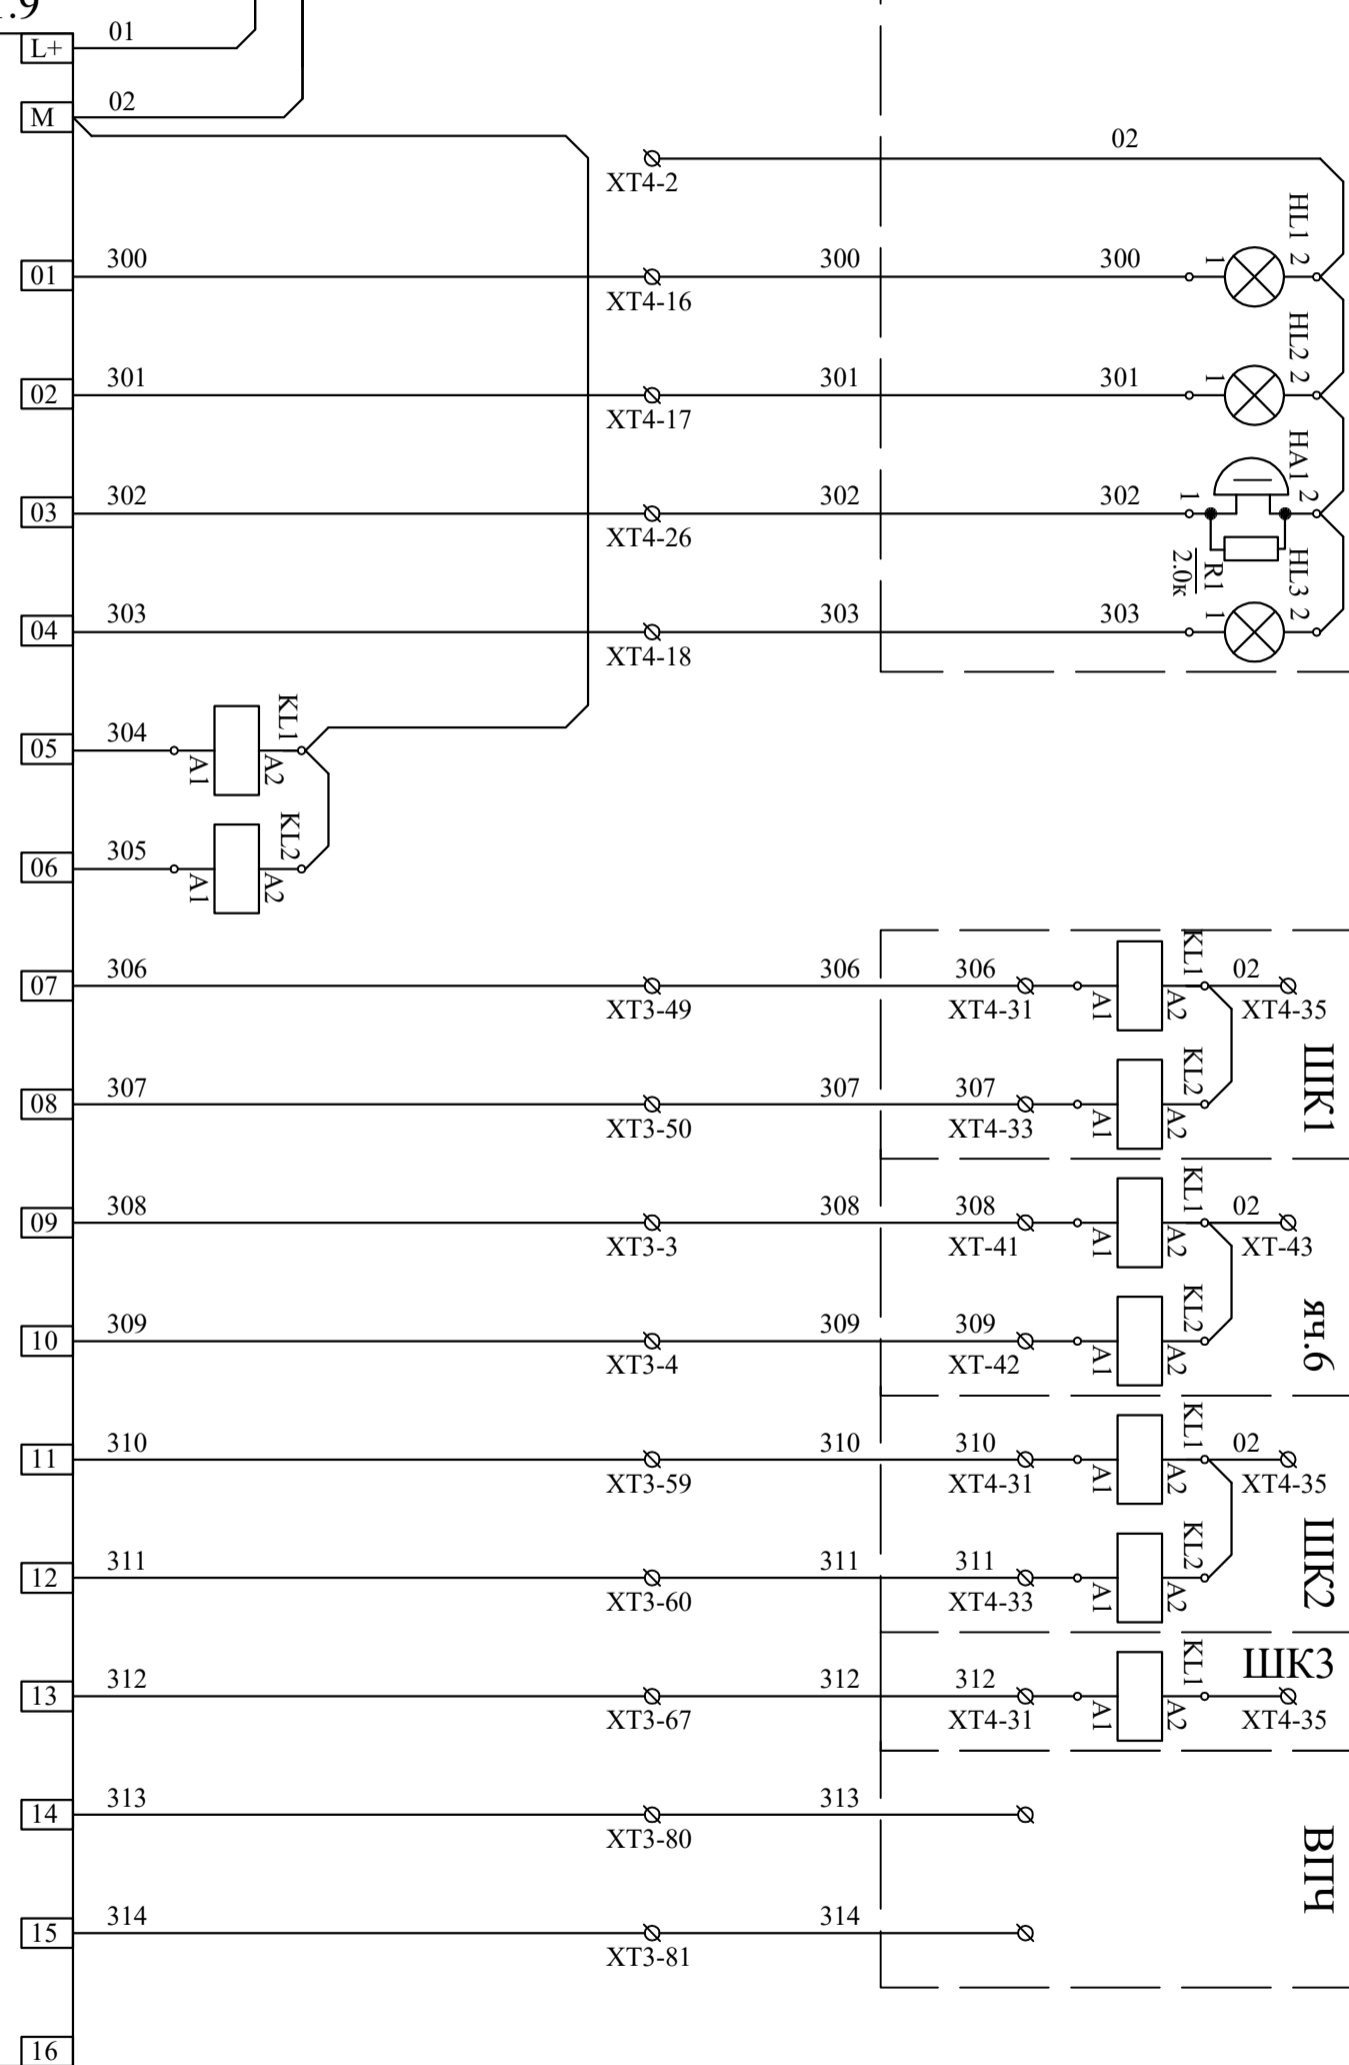 .9
L+ 01
M 02
02
XT4-2
HL1
01 300 300 300 1 2
XT4-16
HL2
02 301 301 301 1 2
XT4-17
HA1
03 302 302 302 1 2
XT4-26
R1
2.0к
HL3
04 303 303 303 1 2
XT4-18
KL1
05 304 A1 A2
KL2
06 305 A1 A2
KL1
07 306 306 306 02
XT3-49 XT4-31 A1 A2 XT4-35
ШК1
KL2
08 307 307 307
XT3-50 XT4-33 A1 A2
KL1
09 308 308 308 02
XT3-3 XT-41 A1 A2 XT-43
яч.6
KL2
10 309 309 309
XT3-4 XT-42 A1 A2
KL1
11 310 310 310 02
XT3-59 XT4-31 A1 A2 XT4-35
ШК2
KL2
12 311 311 311
XT3-60 XT4-33 A1 A2
KL1 ШК3
13 312 312 312
XT3-67 XT4-31 A1 A2 XT4-35
14 313 313
XT3-80
ВПЧ
15 314 314
XT3-81
16